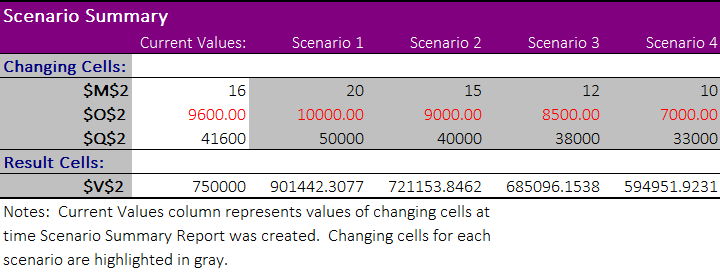 Scenario Summary
Current Values: Scenario 1 Scenario 2 Scenario 3 Scenario 4
Changing Cells:
$M$2 16 20 15 12 10
$O$2 9600.00 10000.00 9000.00 8500.00 7000.00
$Q$2 41600 50000 40000 38000 33000
Result Cells:
$V$2 750000 901442.3077 721153.8462 685096.1538 594951.9231
Notes: Current Values column represents values of changing cells at
time Scenario Summary Report was created. Changing cells for each
scenario are highlighted in gray.